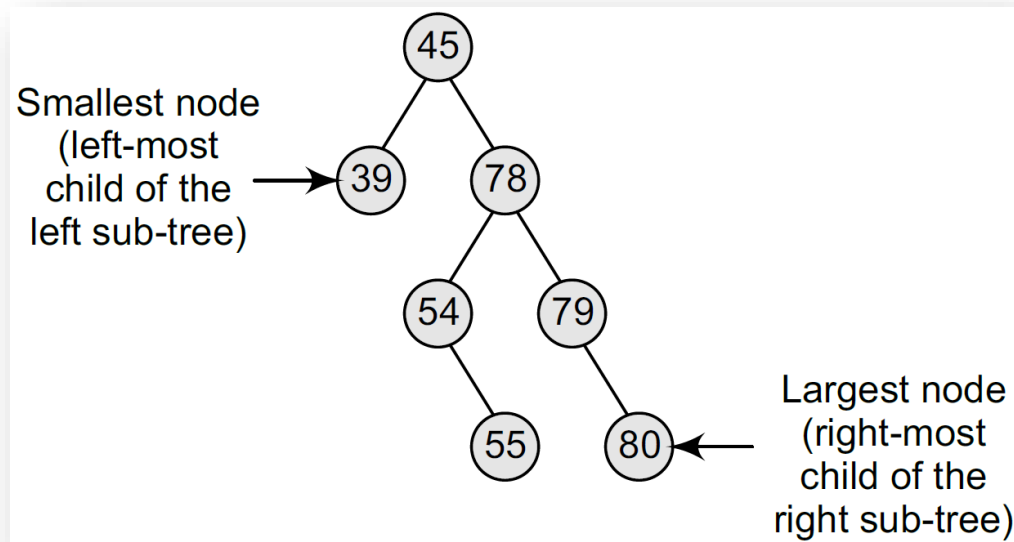 45
Smallest node
(left-most
child of the
left sub-tree)
39
78
54
79
55
80
Largest node
(right-most
child of the
right sub-tree)